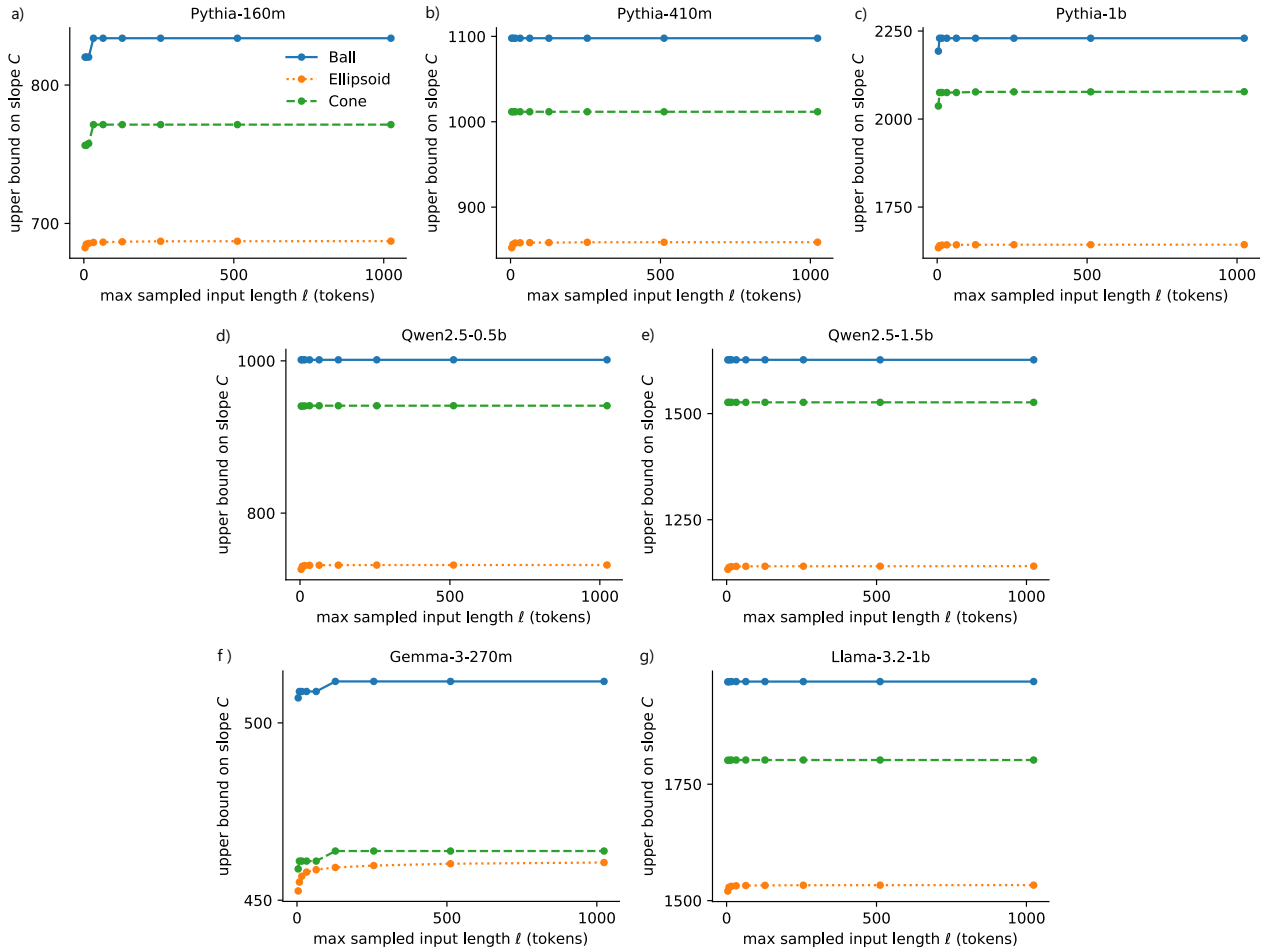 a)
Pythia-160m
upper bound on slope C
800
700
Ball
Ellipsoid
Cone
0
500
1000
max sampled input length ℓ (tokens)
b)
Pythia-410m
upper bound on slope C
1100
1000
900
0
500
1000
max sampled input length ℓ (tokens)
c)
Pythia-1b
upper bound on slope C
2250
2000
1750
0
500
1000
max sampled input length ℓ (tokens)
d)
Qwen2.5-0.5b
upper bound on slope C
1000
800
0
500
1000
max sampled input length ℓ (tokens)
e)
Qwen2.5-1.5b
upper bound on slope C
1500
1250
0
500
1000
max sampled input length ℓ (tokens)
f )
Gemma-3-270m
upper bound on slope C
500
450
0
500
1000
max sampled input length ℓ (tokens)
g)
Llama-3.2-1b
upper bound on slope C
1750
1500
0
500
1000
max sampled input length ℓ (tokens)